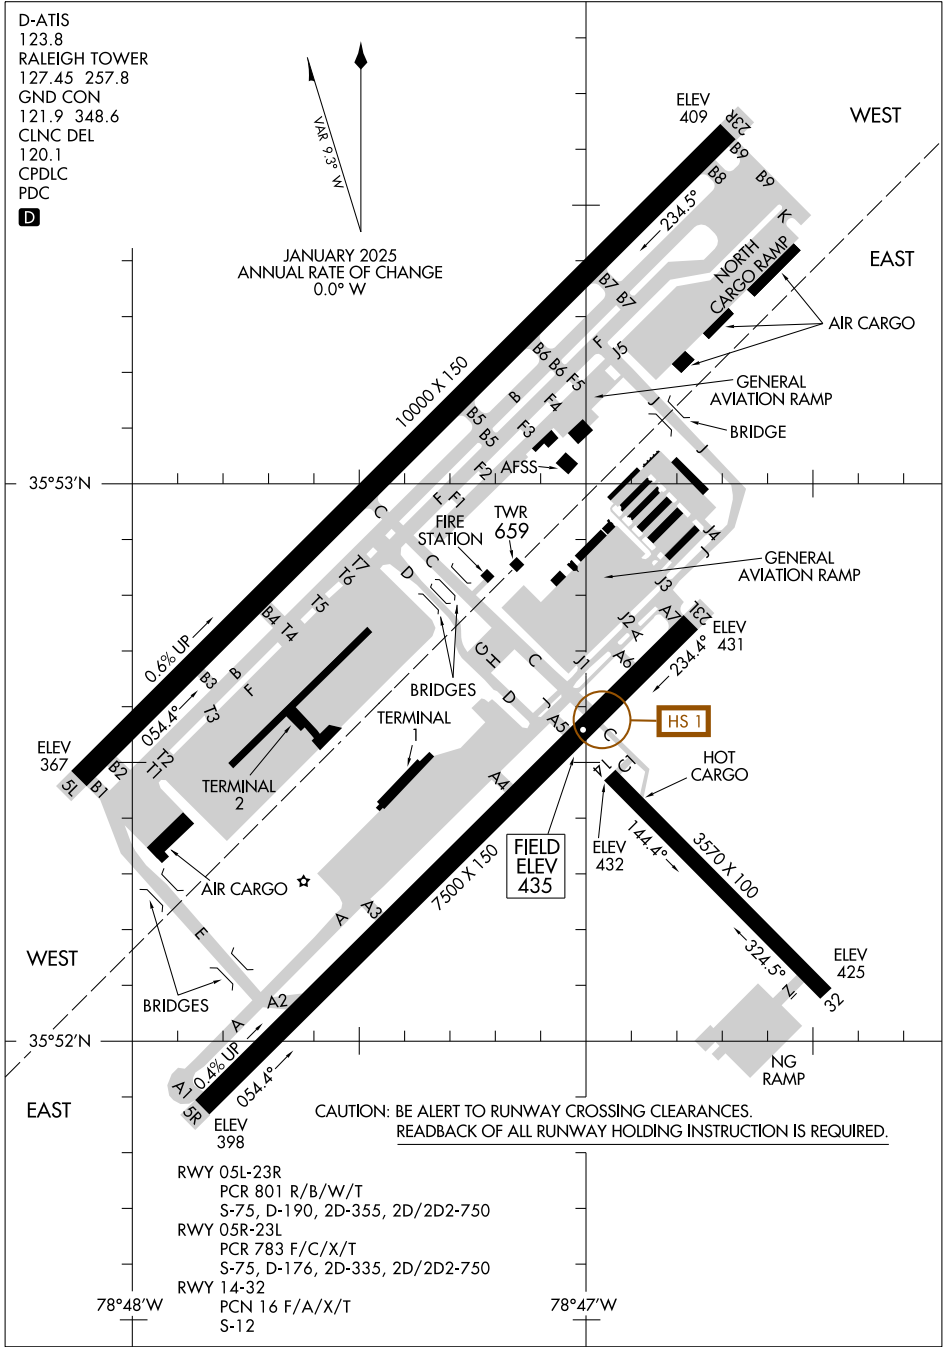 D-ATIS
123.8
RALEIGH TOWER
127.45 257.8
GND CON
121.9 348.6
CLNC DEL
120.1
CPDLC
PDC
D
VAR 9.3° W
JANUARY 2025
ANNUAL RATE OF CHANGE
0.0° W
ELEV
409
23R
WEST
EAST
B9
B8
B9
K
234.5°
NORTH
CARGO RAMP
AIR CARGO
B7
B7
F
J5
10000 X 150
B6
B6
F5
B
F4
F3
B5
B5
F2
GENERAL
AVIATION RAMP
J
BRIDGE
J
AFSS
35°53'N
F
F1
C
FIRE
STATION
TWR
659
J4
J
GENERAL
AVIATION RAMP
T7
T6
D
C
J3
T5
B4
T4
A7
23L
ELEV
431
J2
A
A6
234.4°
0.6% UP
054.4°
B3
B
F
T3
G
H
C
J1
BRIDGES
D
J
A5
HS 1
C
TERMINAL
1
ELEV
367
5L
B1
B2
T2
T1
TERMINAL
2
A4
14
C1
HOT
CARGO
FIELD
ELEV
435
ELEV
432
144.4°
3570 X 100
7500 X 150
AIR CARGO
A
A3
E
WEST
BRIDGES
324.5°
ELEV
425
32
Z
A2
A
35°52'N
0.4% UP
054.4°
A1
5R
ELEV
398
EAST
NG
RAMP
CAUTION: BE ALERT TO RUNWAY CROSSING CLEARANCES.
READBACK OF ALL RUNWAY HOLDING INSTRUCTION IS REQUIRED.
RWY 05L-23R
PCR 801 R/B/W/T
S-75, D-190, 2D-355, 2D/2D2-750
RWY 05R-23L
PCR 783 F/C/X/T
S-75, D-176, 2D-335, 2D/2D2-750
RWY 14-32
PCN 16 F/A/X/T
S-12
78°48'W
78°47'W